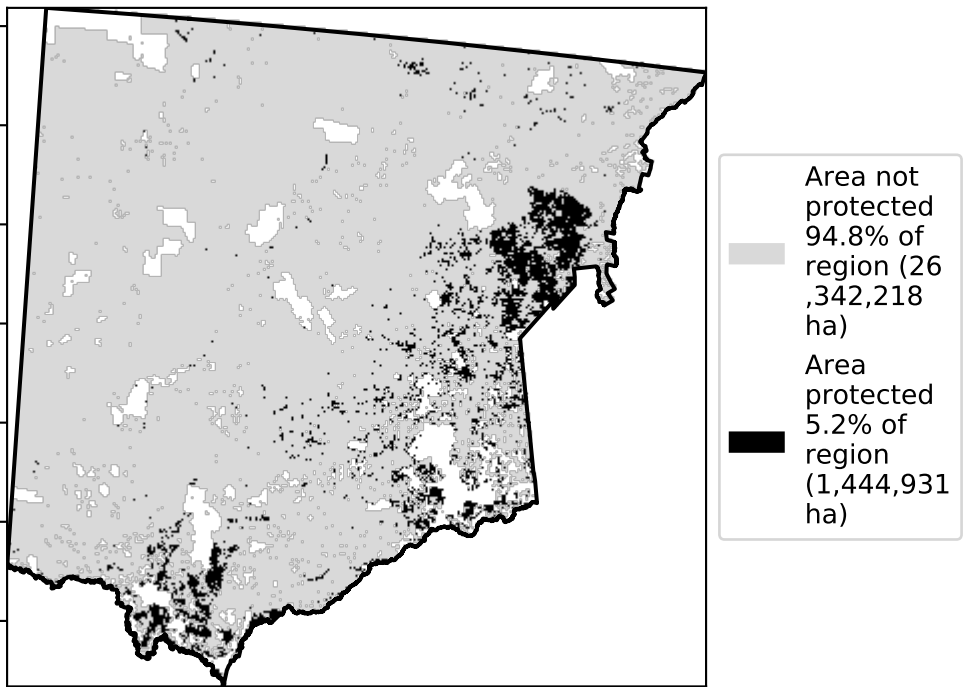 Area not
protected
94.8% of
region (26
,342,218
ha)
Area
protected
5.2% of
region
(1,444,931
ha)